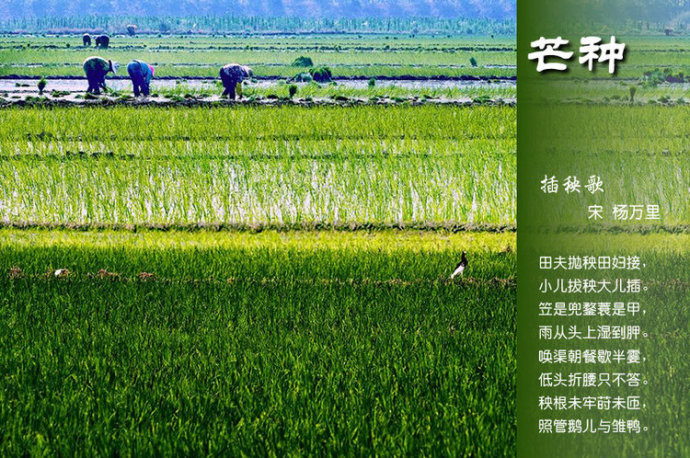 芒种
插秧歌
宋 杨万里
田夫抛秧田妇接，
小儿拔秧大儿插。
笠是兜鍪蓑是甲，
雨从头上湿到胛。
唤渠朝餐歇半霎，
低头折腰只不答。
秧根未牢莳未匝，
照管鹅儿与雏鸭。